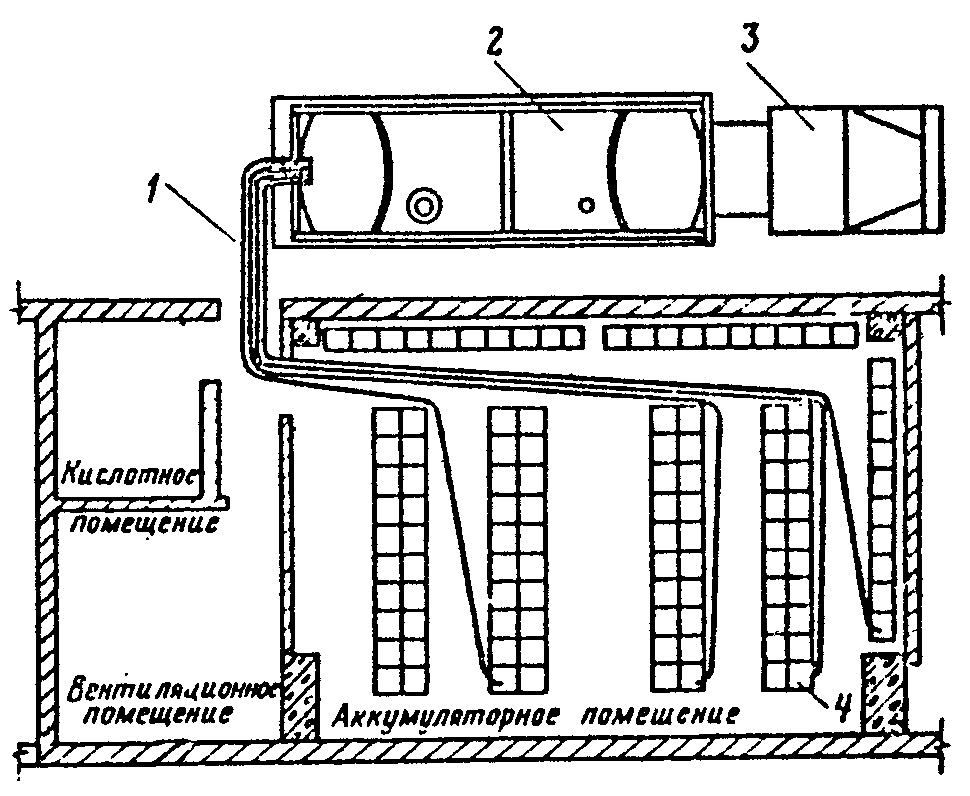 2
3
1
Кислотное
помещение
Вентиляционное
помещение
Аккумуляторное помещение
4